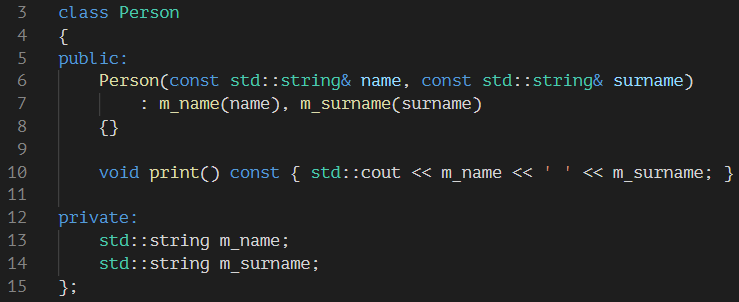 3 class Person
4 {
5 public:
6     Person(const std::string& name, const std::string& surname)
7         : m_name(name), m_surname(surname)
8     {}
9
10     void print() const { std::cout << m_name << ' ' << m_surname; }
11
12 private:
13     std::string m_name;
14     std::string m_surname;
15 };